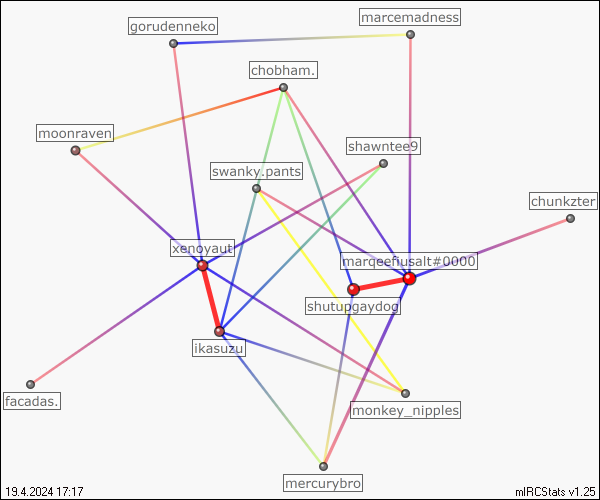 marcemadness
gorudenneko
chobham.
moonraven
shawntee9
swanky.pants
chunkzter
xenoyaut
marqeefiusalt#0000
shutupgaydog
ikasuzu
facadas.
monkey_nipples
mercurybro
19.4.2024 17:17
mIRCStats v1.25